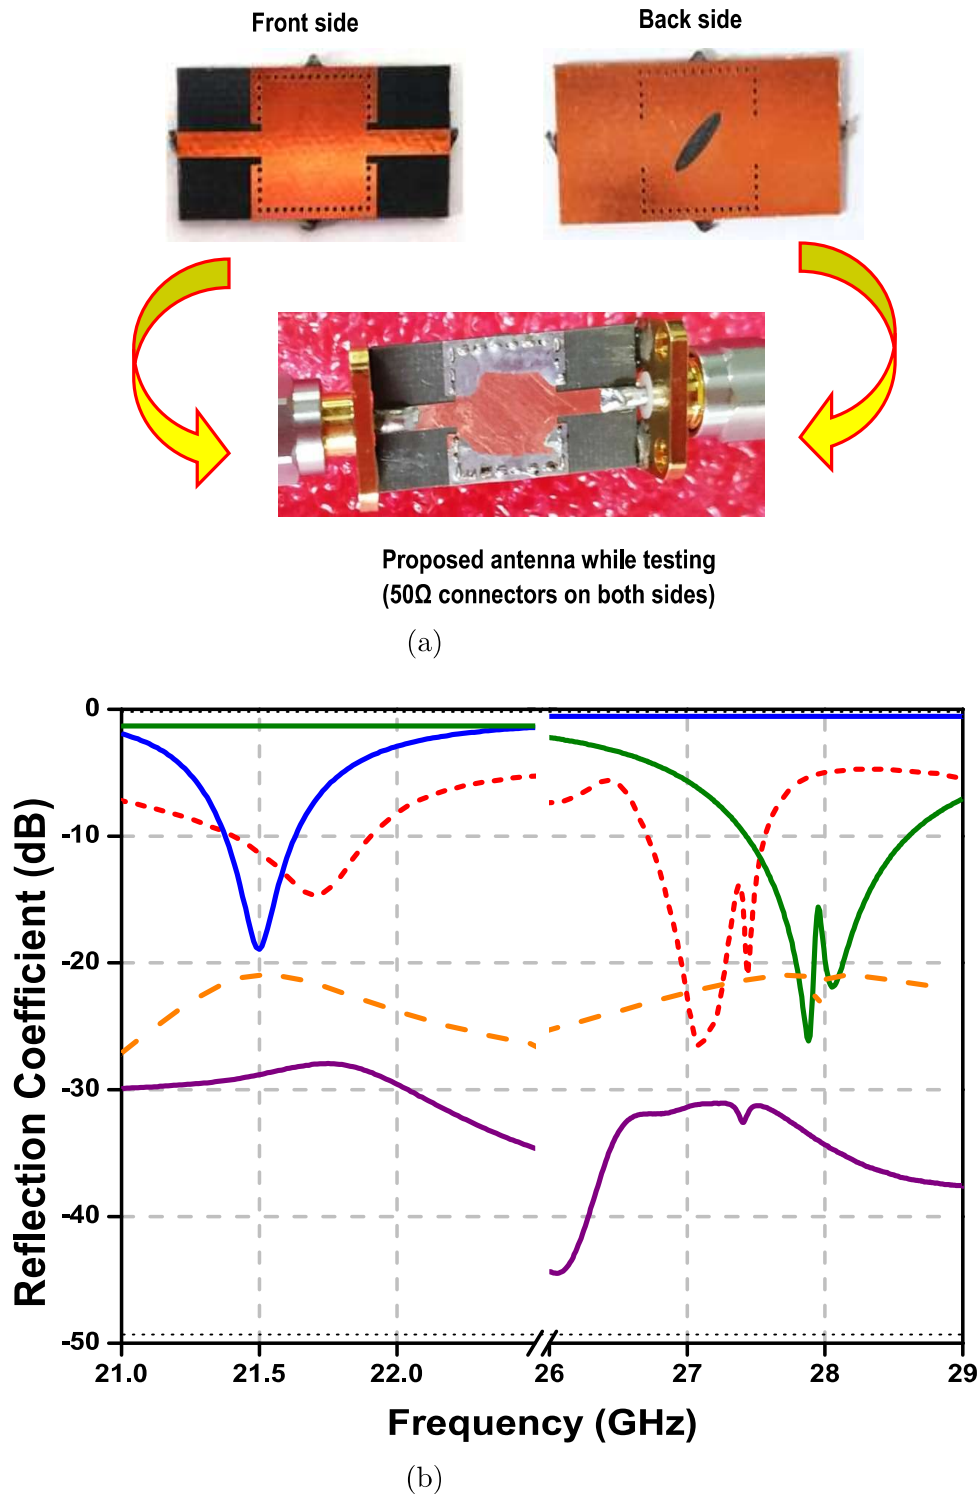 Front side
Back side
Proposed antenna while testing
(50Ω connectors on both sides)
(a)
0
-10
-20
-30
-40
-50
Reflection Coefficient (dB)
21.0 21.5 22.0 26 27 28 29
Frequency (GHz)
(b)